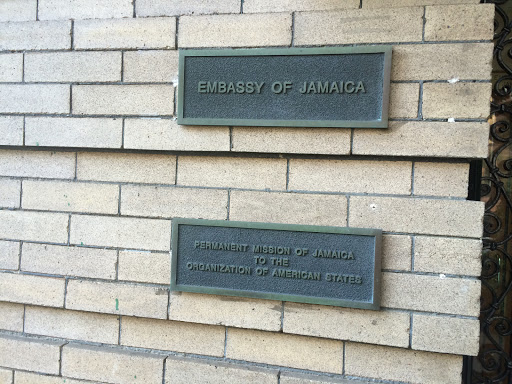 EMBASSY OF JAMAICA
PERMANENT MISSION OF JAMAICA
TO THE
ORGANIZATION OF AMERICAN STATES